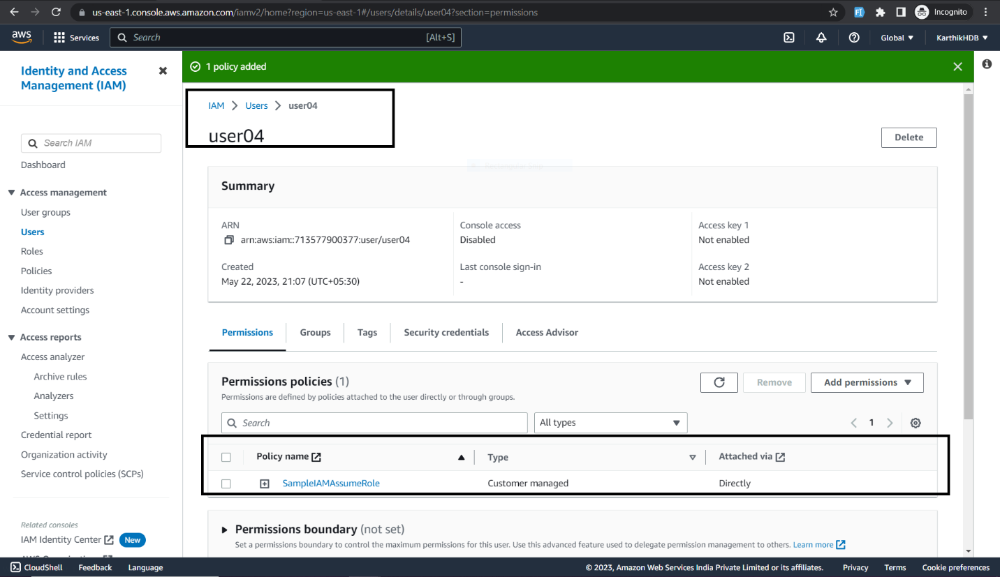 us-east-1.console.aws.amazon.com/iamv2/home?region=us-east-1#/users/details/user04?section=permissions
Incognito
aws
Services
Search
[Alt+S]
Global
KarthikHDB
Identity and Access
Management (IAM)
Search IAM
Dashboard
Access management
User groups
Users
Roles
Policies
Identity providers
Account settings
Access reports
Access analyzer
Archive rules
Analyzers
Settings
Credential report
Organization activity
Service control policies (SCPs)
Related consoles
IAM Identity Center New
1 policy added
IAM > Users > user04
user04
Delete
Summary
ARN
arn:aws:iam::713577900377:user/user04
Created
May 22, 2023, 21:07 (UTC+05:30)
Console access
Disabled
Last console sign-in
-
Access key 1
Not enabled
Access key 2
Not enabled
Permissions Groups Tags Security credentials Access Advisor
Permissions policies (1)
Permissions are defined by policies attached to the user directly or through groups.
Remove
Add permissions
Search
All types
1
Policy name Type Attached via
SampleIAMAssumeRole Customer managed Directly
Permissions boundary (not set)
Set a permissions boundary to control the maximum permissions for this user. Use this advanced feature used to delegate permission management to others. Learn more
CloudShell Feedback Language
© 2023, Amazon Web Services India Private Limited or its affiliates. Privacy Terms Cookie preferences